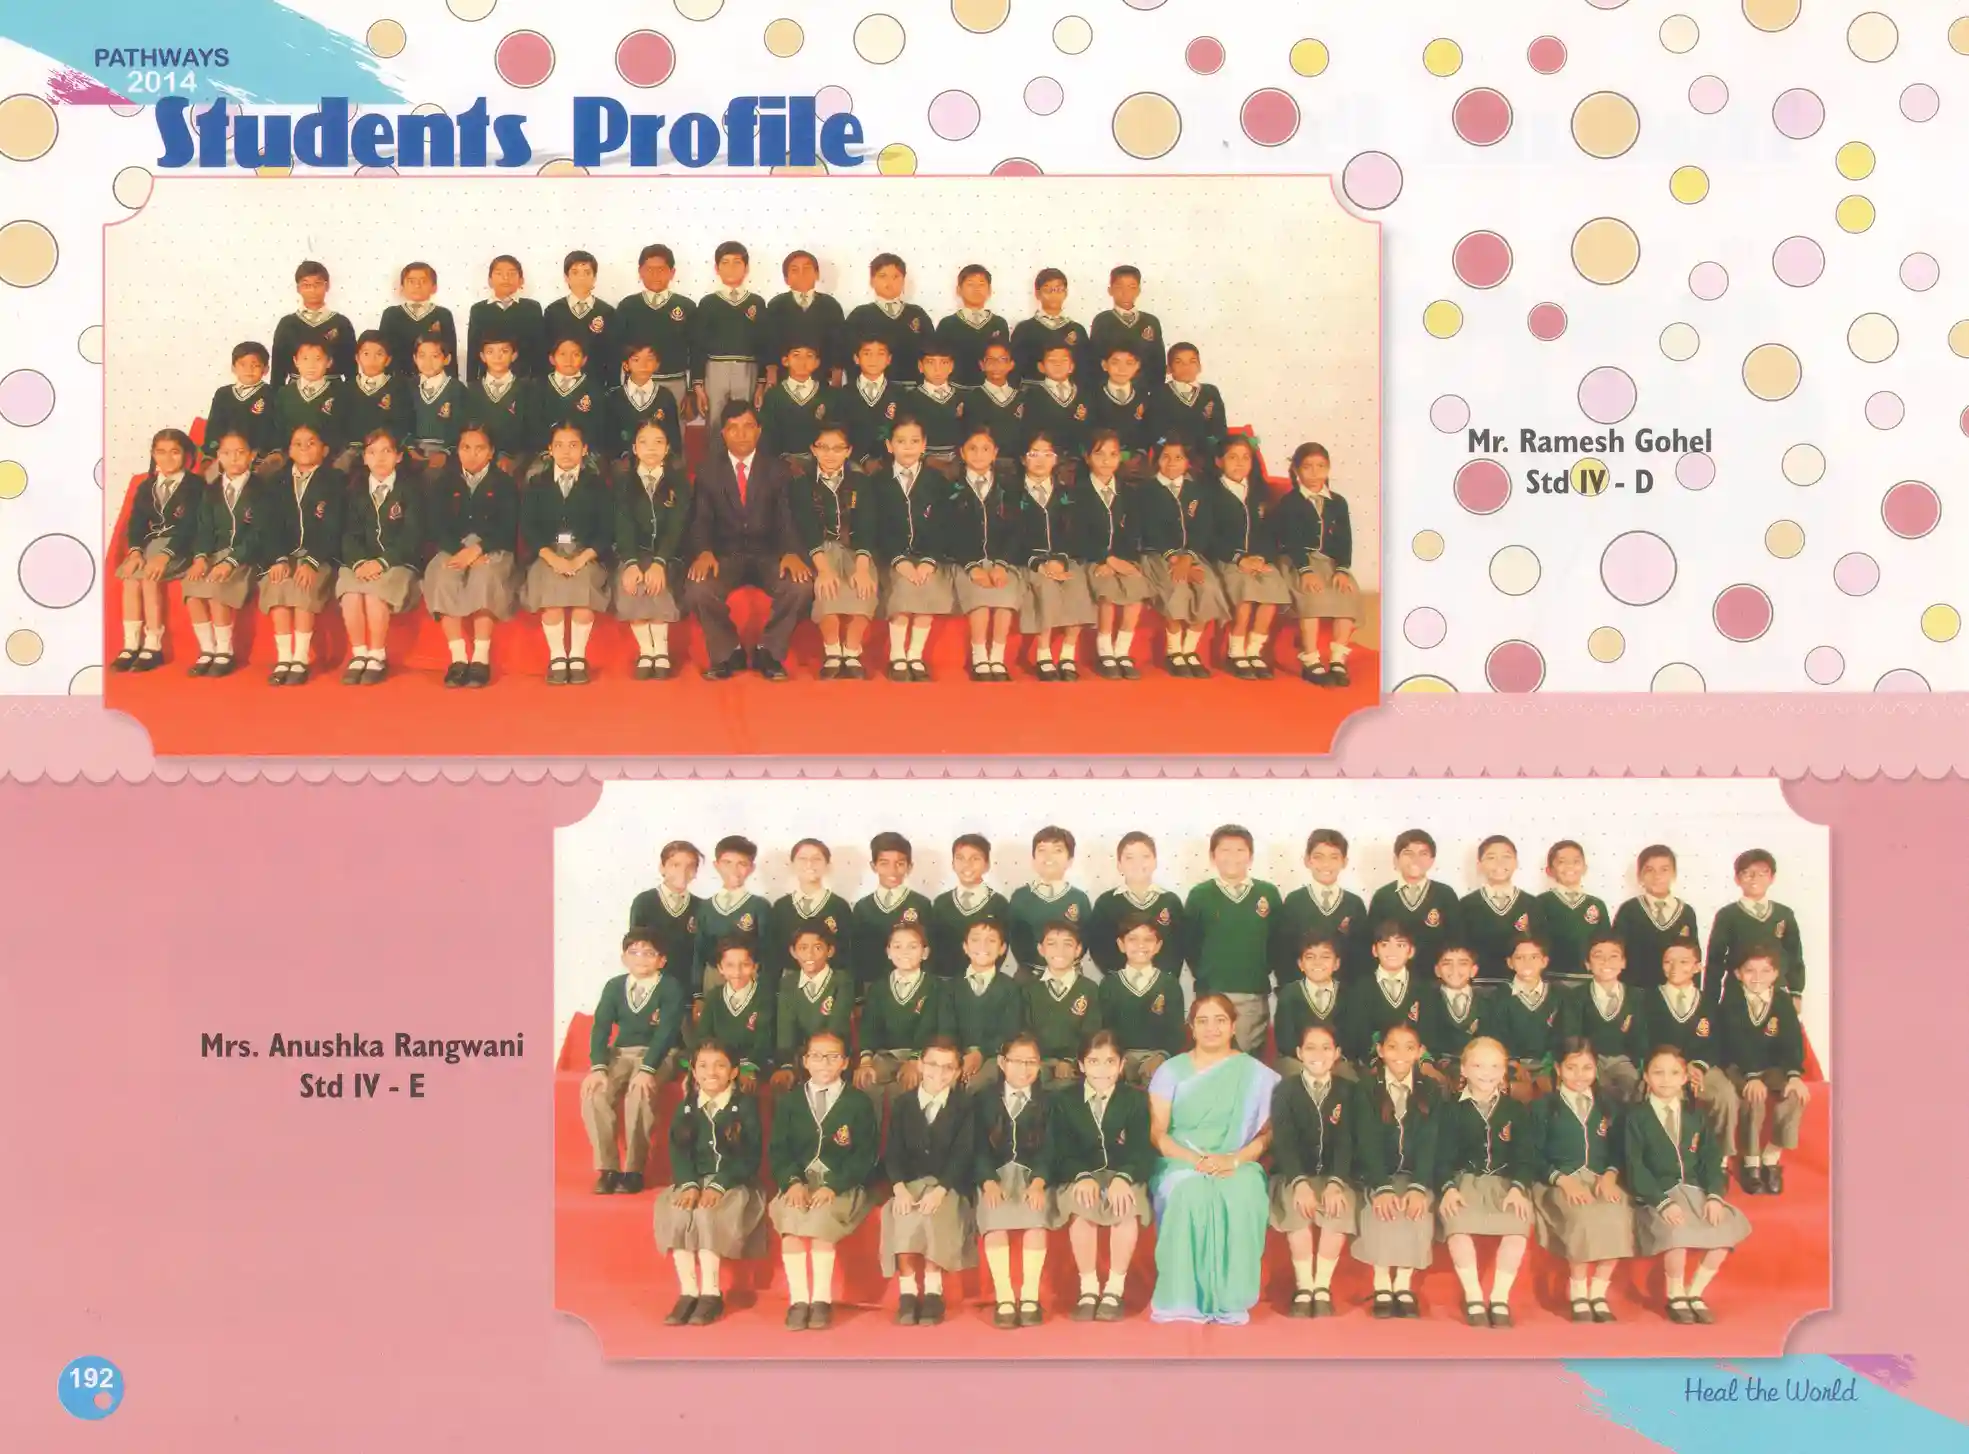 PATHWAYS
2014
Students Profile
Mr. Ramesh Gohel
Std IV - D
Mrs. Anushka Rangwani
Std IV - E
192
Heal the World